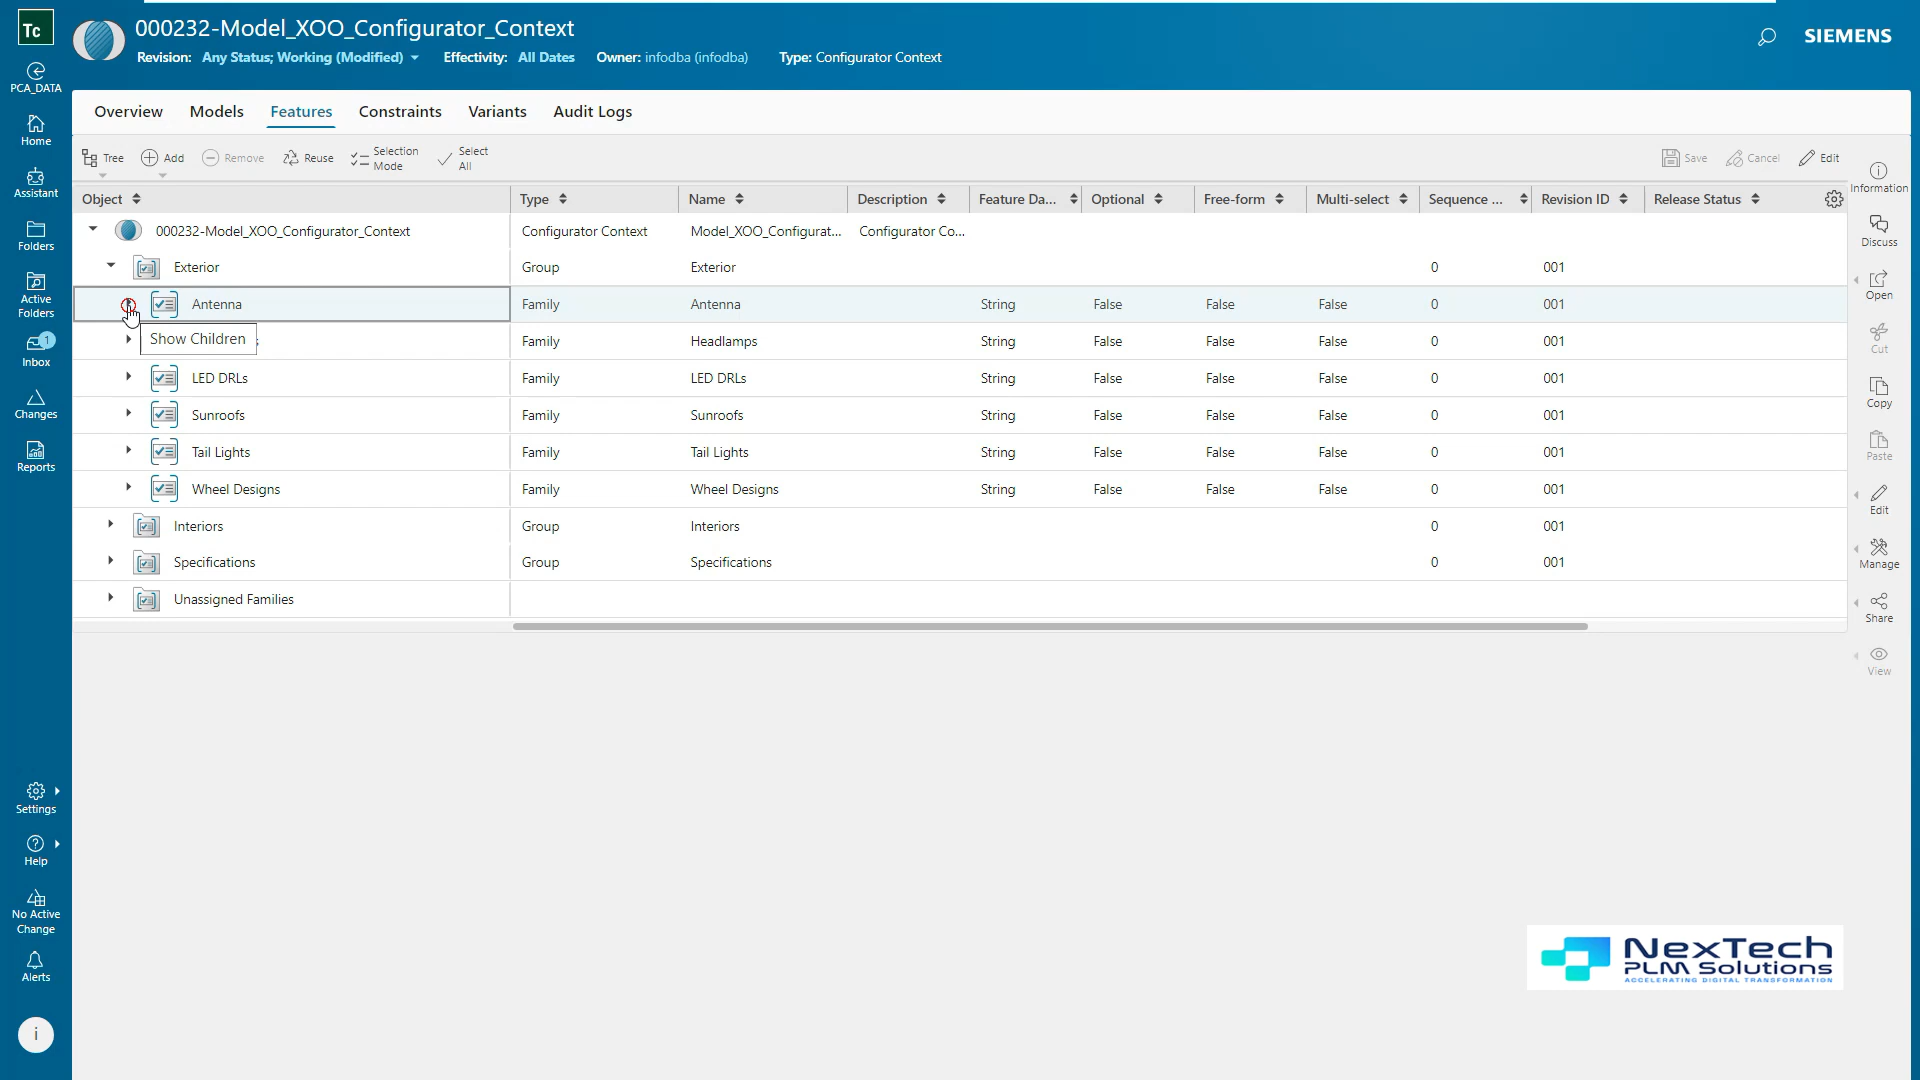 Tc
000232-Model_XOO_Configurator_Context
Revision: Any Status; Working (Modified) Effectivity: All Dates Owner: infodba (infodba) Type: Configurator Context
SIEMENS
PCA_DATA
Home
Assistant
Folders
Active
Folders
1
Inbox
Changes
Reports
Settings
Help
No Active
Change
Alerts
i
Overview Models Features Constraints Variants Audit Logs
Tree Add Remove Reuse Selection Mode Select All Save Cancel Edit
Object Type Name Description Feature Da... Optional Free-form Multi-select Sequence ... Revision ID Release Status
000232-Model_XOO_Configurator_Context Configurator Context Model_XOO_Configurat... Configurator Co...
Exterior Group Exterior 0 001
Antenna Family Antenna String False False False 0 001
Show Children
Family Headlamps String False False False 0 001
LED DRLs Family LED DRLs String False False False 0 001
Sunroofs Family Sunroofs String False False False 0 001
Tail Lights Family Tail Lights String False False False 0 001
Wheel Designs Family Wheel Designs String False False False 0 001
Interiors Group Interiors 0 001
Specifications Group Specifications 0 001
Unassigned Families
Information
Discuss
Open
Cut
Copy
Paste
Edit
Manage
Share
View
NexTech
PLM Solutions
ACCELERATING DIGITAL TRANSFORMATION